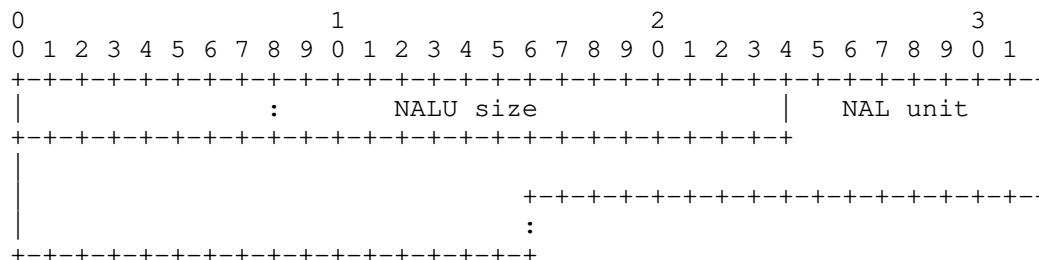 0                   1                   2                   3
0 1 2 3 4 5 6 7 8 9 0 1 2 3 4 5 6 7 8 9 0 1 2 3 4 5 6 7 8 9 0 1
+-+-+-+-+-+-+-+-+-+-+-+-+-+-+-+-+-+-+-+-+-+-+-+-+-+-+-+-+-+-+-+-
|               :       NALU size               |   NAL unit
+-+-+-+-+-+-+-+-+-+-+-+-+-+-+-+-+-+-+-+-+-+-+-+-+
|
|                               +-+-+-+-+-+-+-+-+-+-+-+-+-+-+-+-+-
|                               :
+-+-+-+-+-+-+-+-+-+-+-+-+-+-+-+-+